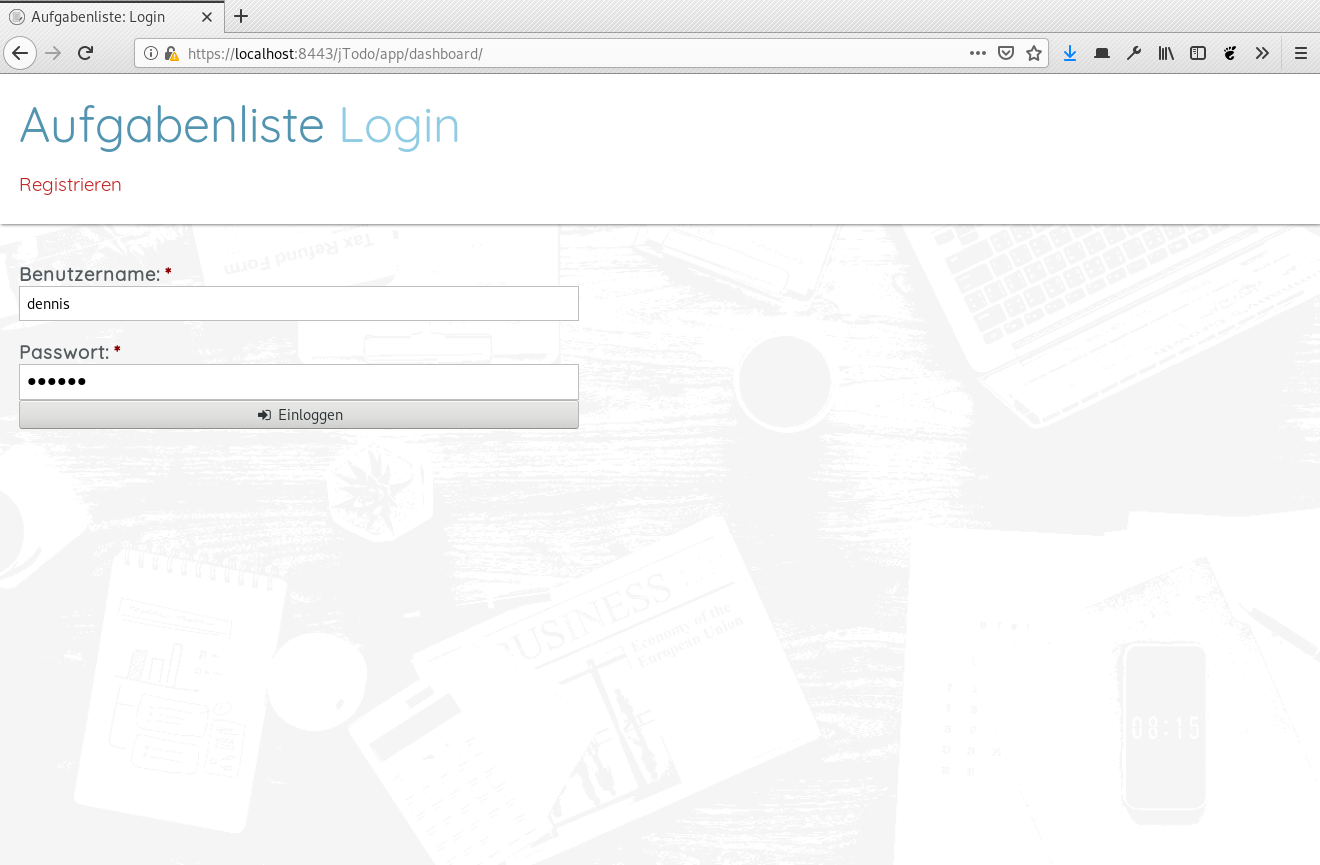 Aufgabenliste: Login
https://localhost:8443/jTodo/app/dashboard/
Aufgabenliste Login
Registrieren
Tax Refund Form
Benutzername: *
dennis
Passwort: *
●●●●●●
Einloggen
BUSINESS
Economy of the
European Union
08:15